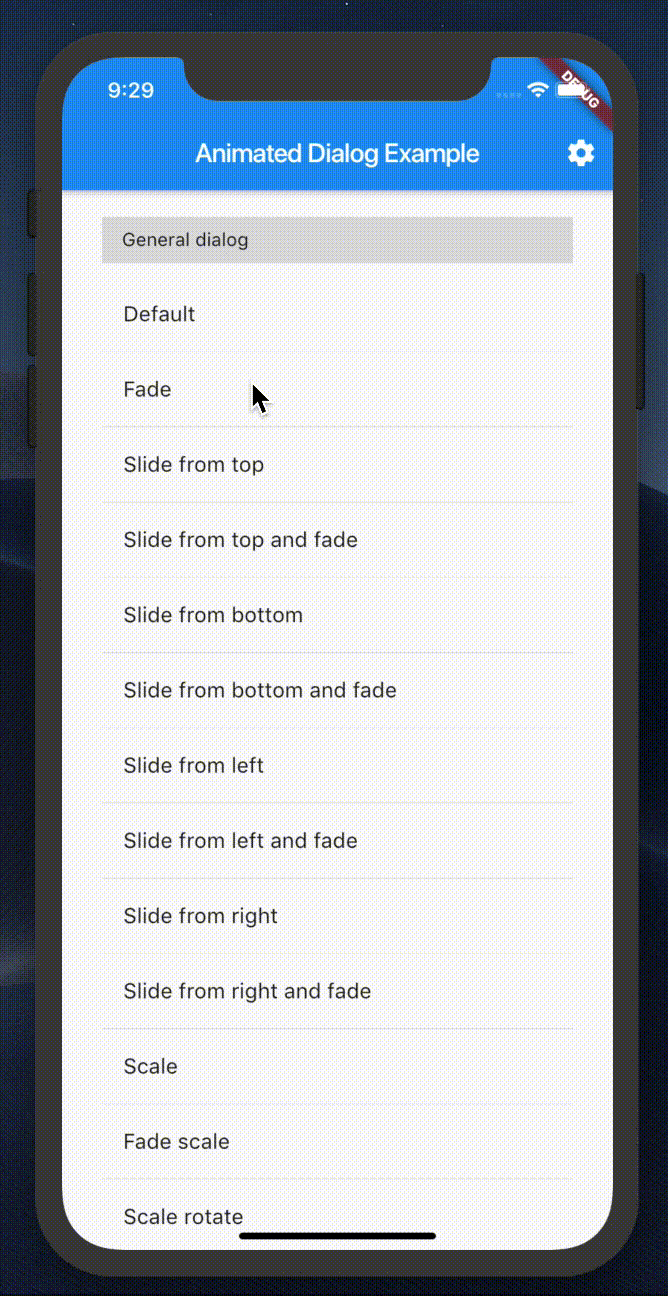 9:29
DEBUG
Animated Dialog Example
General dialog
Default
Fade
Slide from top
Slide from top and fade
Slide from bottom
Slide from bottom and fade
Slide from left
Slide from left and fade
Slide from right
Slide from right and fade
Scale
Fade scale
Scale rotate